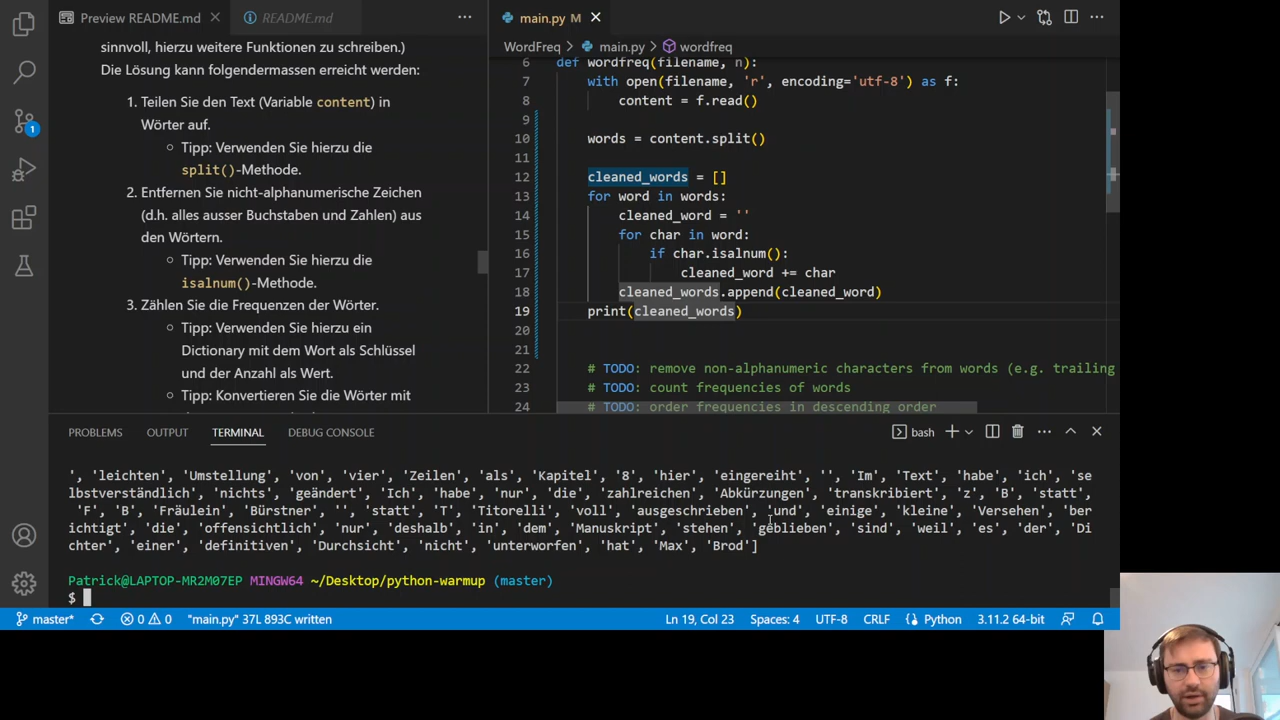 Preview README.md
README.md
main.py M
sinnvoll, hierzu weitere Funktionen zu schreiben.)
Die Lösung kann folgendermassen erreicht werden:
1. Teilen Sie den Text (Variable content) in
Wörter auf.
Tipp: Verwenden Sie hierzu die
split()-Methode.
2. Entfernen Sie nicht-alphanumerische Zeichen
(d.h. alles ausser Buchstaben und Zahlen) aus
den Wörtern.
Tipp: Verwenden Sie hierzu die
isalnum()-Methode.
3. Zählen Sie die Frequenzen der Wörter.
Tipp: Verwenden Sie hierzu ein
Dictionary mit dem Wort als Schlüssel
und der Anzahl als Wert.
Tipp: Konvertieren Sie die Wörter mit
WordFreq > main.py > wordfreq
6 def wordfreq(filename, n):
7 with open(filename, 'r', encoding='utf-8') as f:
8 content = f.read()
9
10 words = content.split()
11
12 cleaned_words = []
13 for word in words:
14 cleaned_word = ''
15 for char in word:
16 if char.isalnum():
17 cleaned_word += char
18 cleaned_words.append(cleaned_word)
19 print(cleaned_words)
20
21
22 # TODO: remove non-alphanumeric characters from words (e.g. trailing
23 # TODO: count frequencies of words
24 # TODO: order frequencies in descending order
PROBLEMS OUTPUT TERMINAL DEBUG CONSOLE
bash
', 'leichten', 'Umstellung', 'von', 'vier', 'Zeilen', 'als', 'Kapitel', '8', 'hier', 'eingereiht', '', 'Im', 'Text', 'habe', 'ich', 'se
lbstverständlich', 'nichts', 'geändert', 'Ich', 'habe', 'nur', 'die', 'zahlreichen', 'Abkürzungen', 'transkribiert', 'z', 'B', 'statt',
'F', 'B', 'Fräulein', 'Bürstner', '', 'statt', 'T', 'Titorelli', 'voll', 'ausgeschrieben', 'und', 'einige', 'kleine', 'Versehen', 'ber
ichtigt', 'die', 'offensichtlich', 'nur', 'deshalb', 'in', 'dem', 'Manuskript', 'stehen', 'geblieben', 'sind', 'weil', 'es', 'der', 'Di
chter', 'einer', 'definitiven', 'Durchsicht', 'nicht', 'unterworfen', 'hat', 'Max', 'Brod']
Patrick@LAPTOP-MR2M07EP MINGW64 ~/Desktop/python-warmup (master)
$
1
master* 0 0 "main.py" 37L 893C written Ln 19, Col 23 Spaces: 4 UTF-8 CRLF Python 3.11.2 64-bit